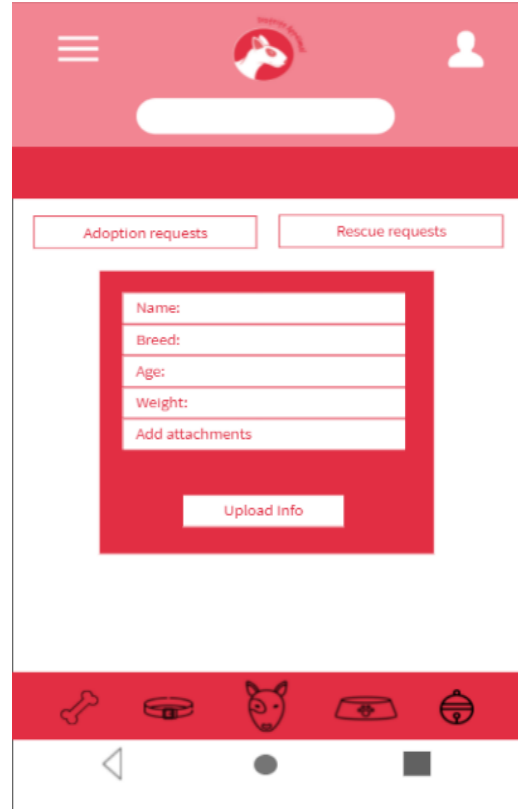 Adoption requests
Rescue requests
Name:
Breed:
Age:
Weight:
Add attachments
Upload Info